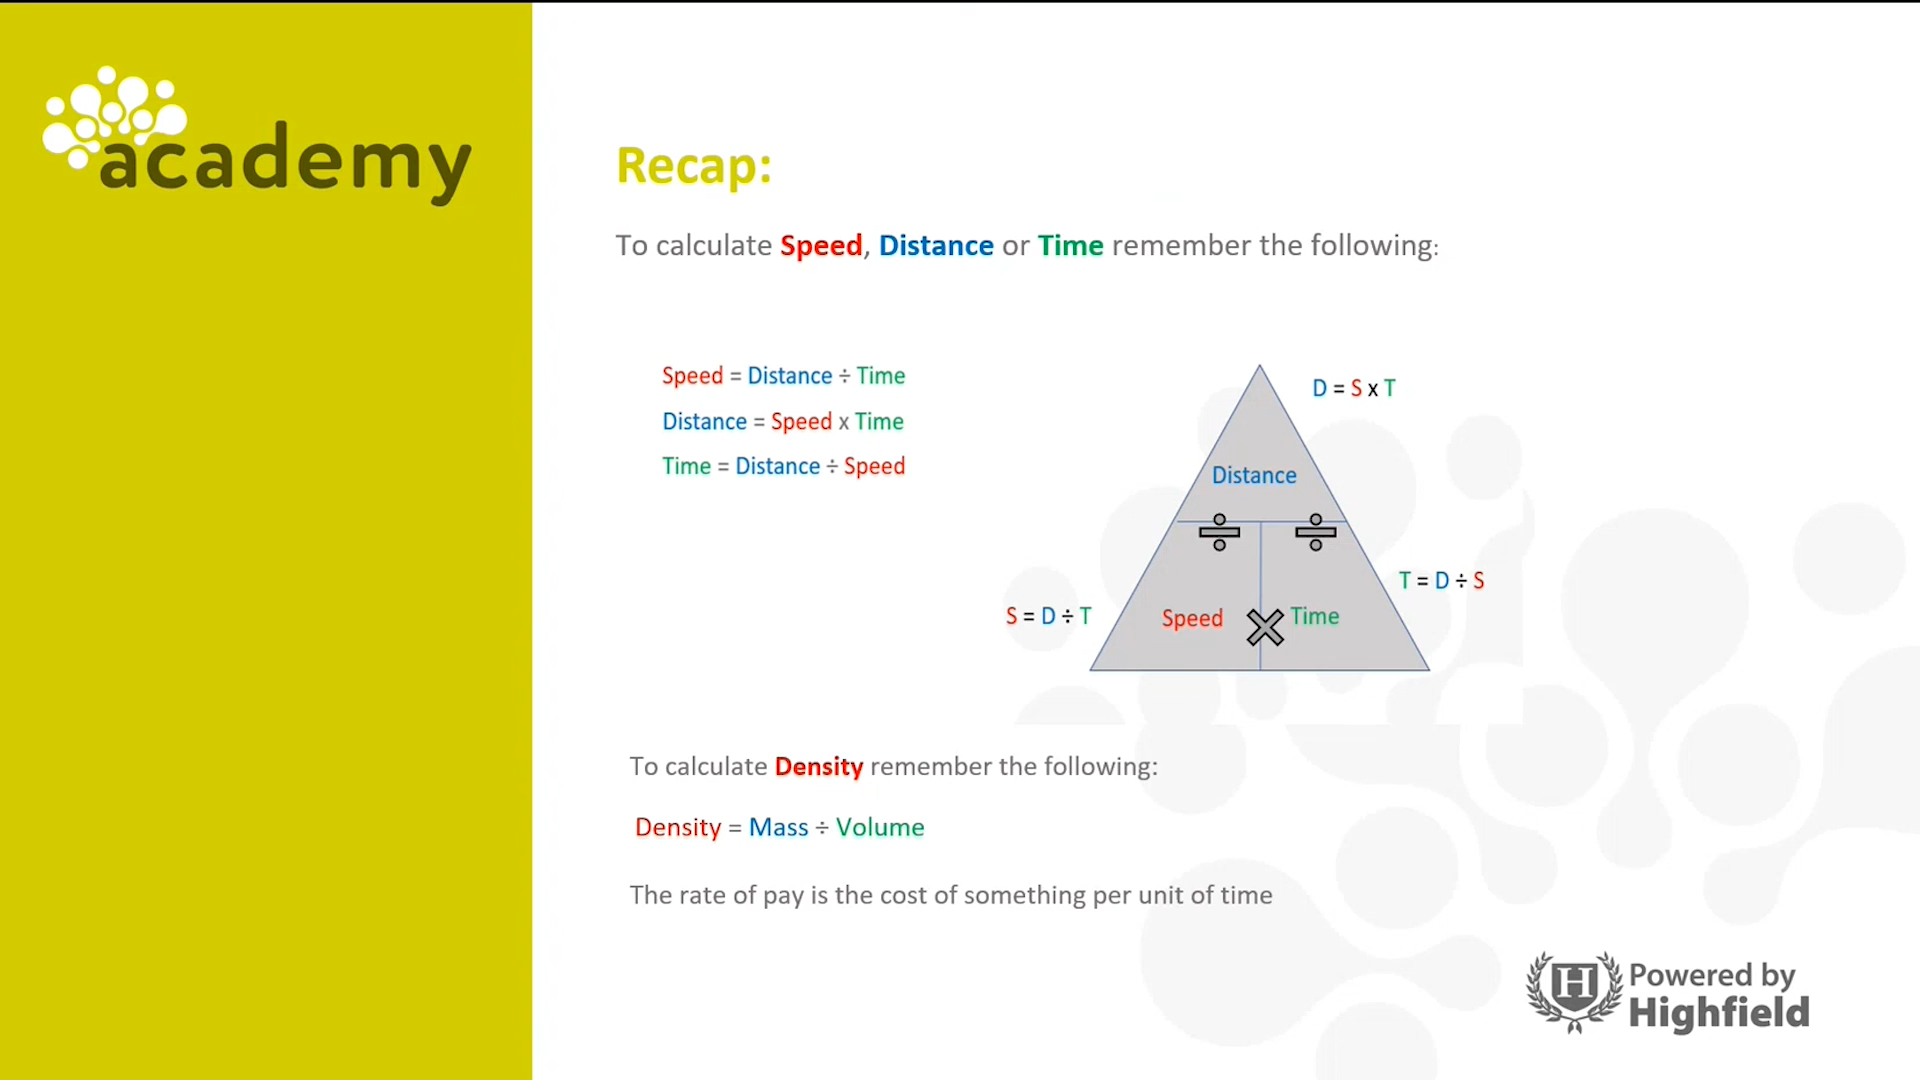 academy
Recap:
To calculate Speed, Distance or Time remember the following:
Speed = Distance ÷ Time
Distance = Speed x Time
Time = Distance ÷ Speed
D = S x T
Distance
÷ ÷
T = D ÷ S
S = D ÷ T
Speed × Time
To calculate Density remember the following:
Density = Mass ÷ Volume
The rate of pay is the cost of something per unit of time
H
Powered by
Highfield